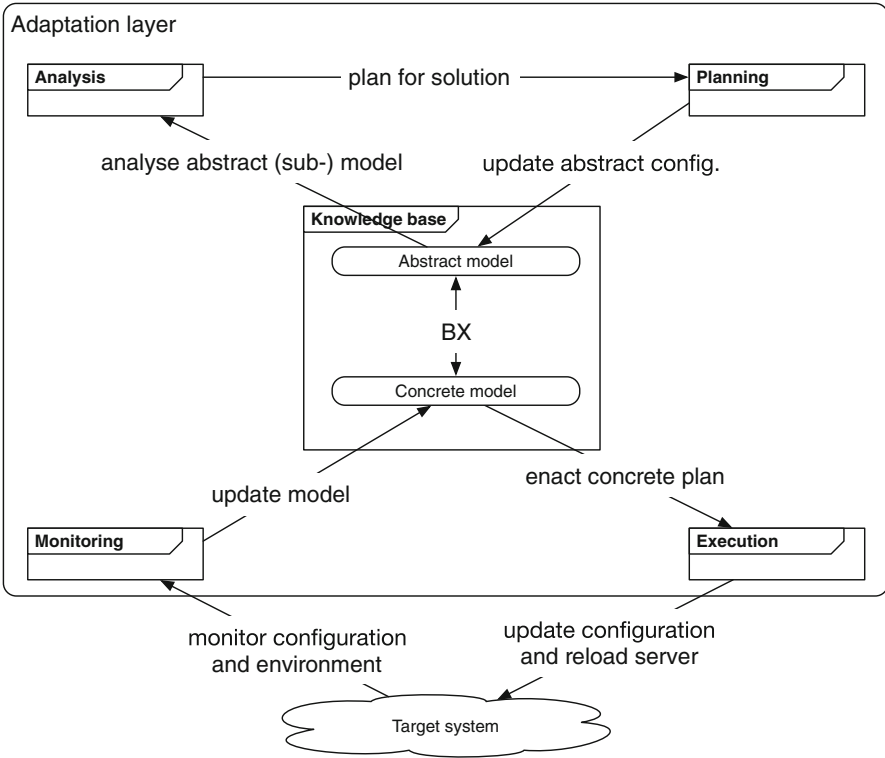 Adaptation layer
Analysis
plan for solution
Planning
analyse abstract (sub-) model
update abstract config.
Knowledge base
Abstract model
BX
Concrete model
update model
enact concrete plan
Monitoring
Execution
monitor configuration
and environment
update configuration
and reload server
Target system